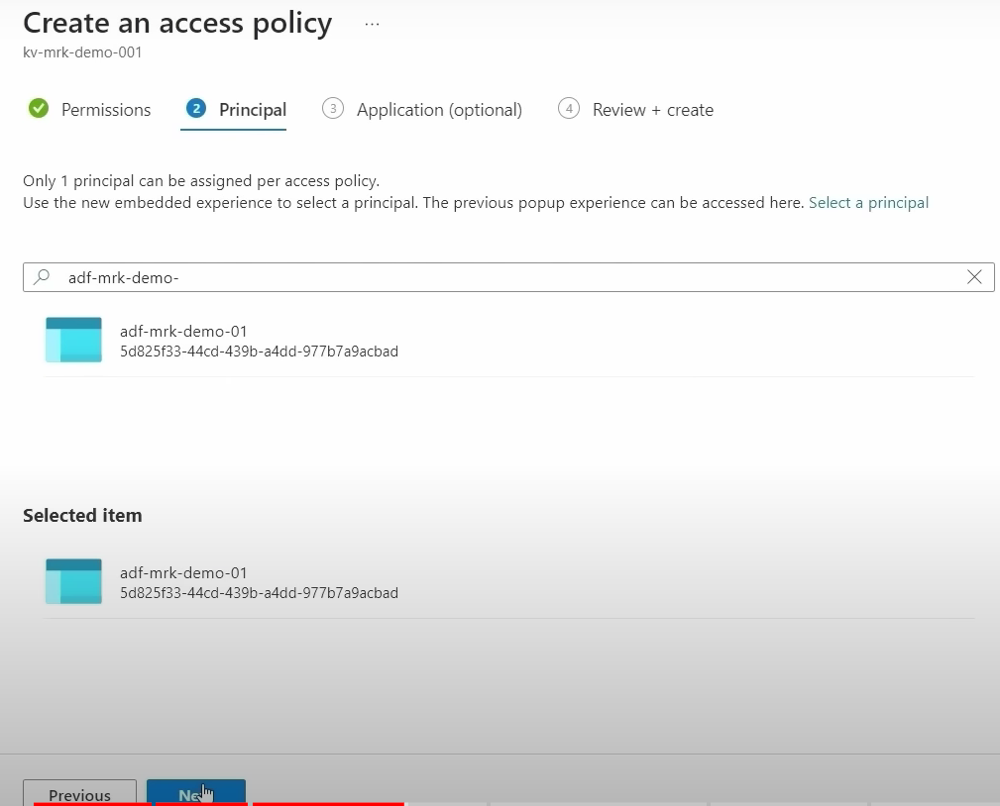 Create an access policy ...
kv-mrk-demo-001
Permissions 2 Principal 3 Application (optional) 4 Review + create
Only 1 principal can be assigned per access policy.
Use the new embedded experience to select a principal. The previous popup experience can be accessed here. Select a principal
adf-mrk-demo-
adf-mrk-demo-01
5d825f33-44cd-439b-a4dd-977b7a9acbad
Selected item
adf-mrk-demo-01
5d825f33-44cd-439b-a4dd-977b7a9acbad
Previous